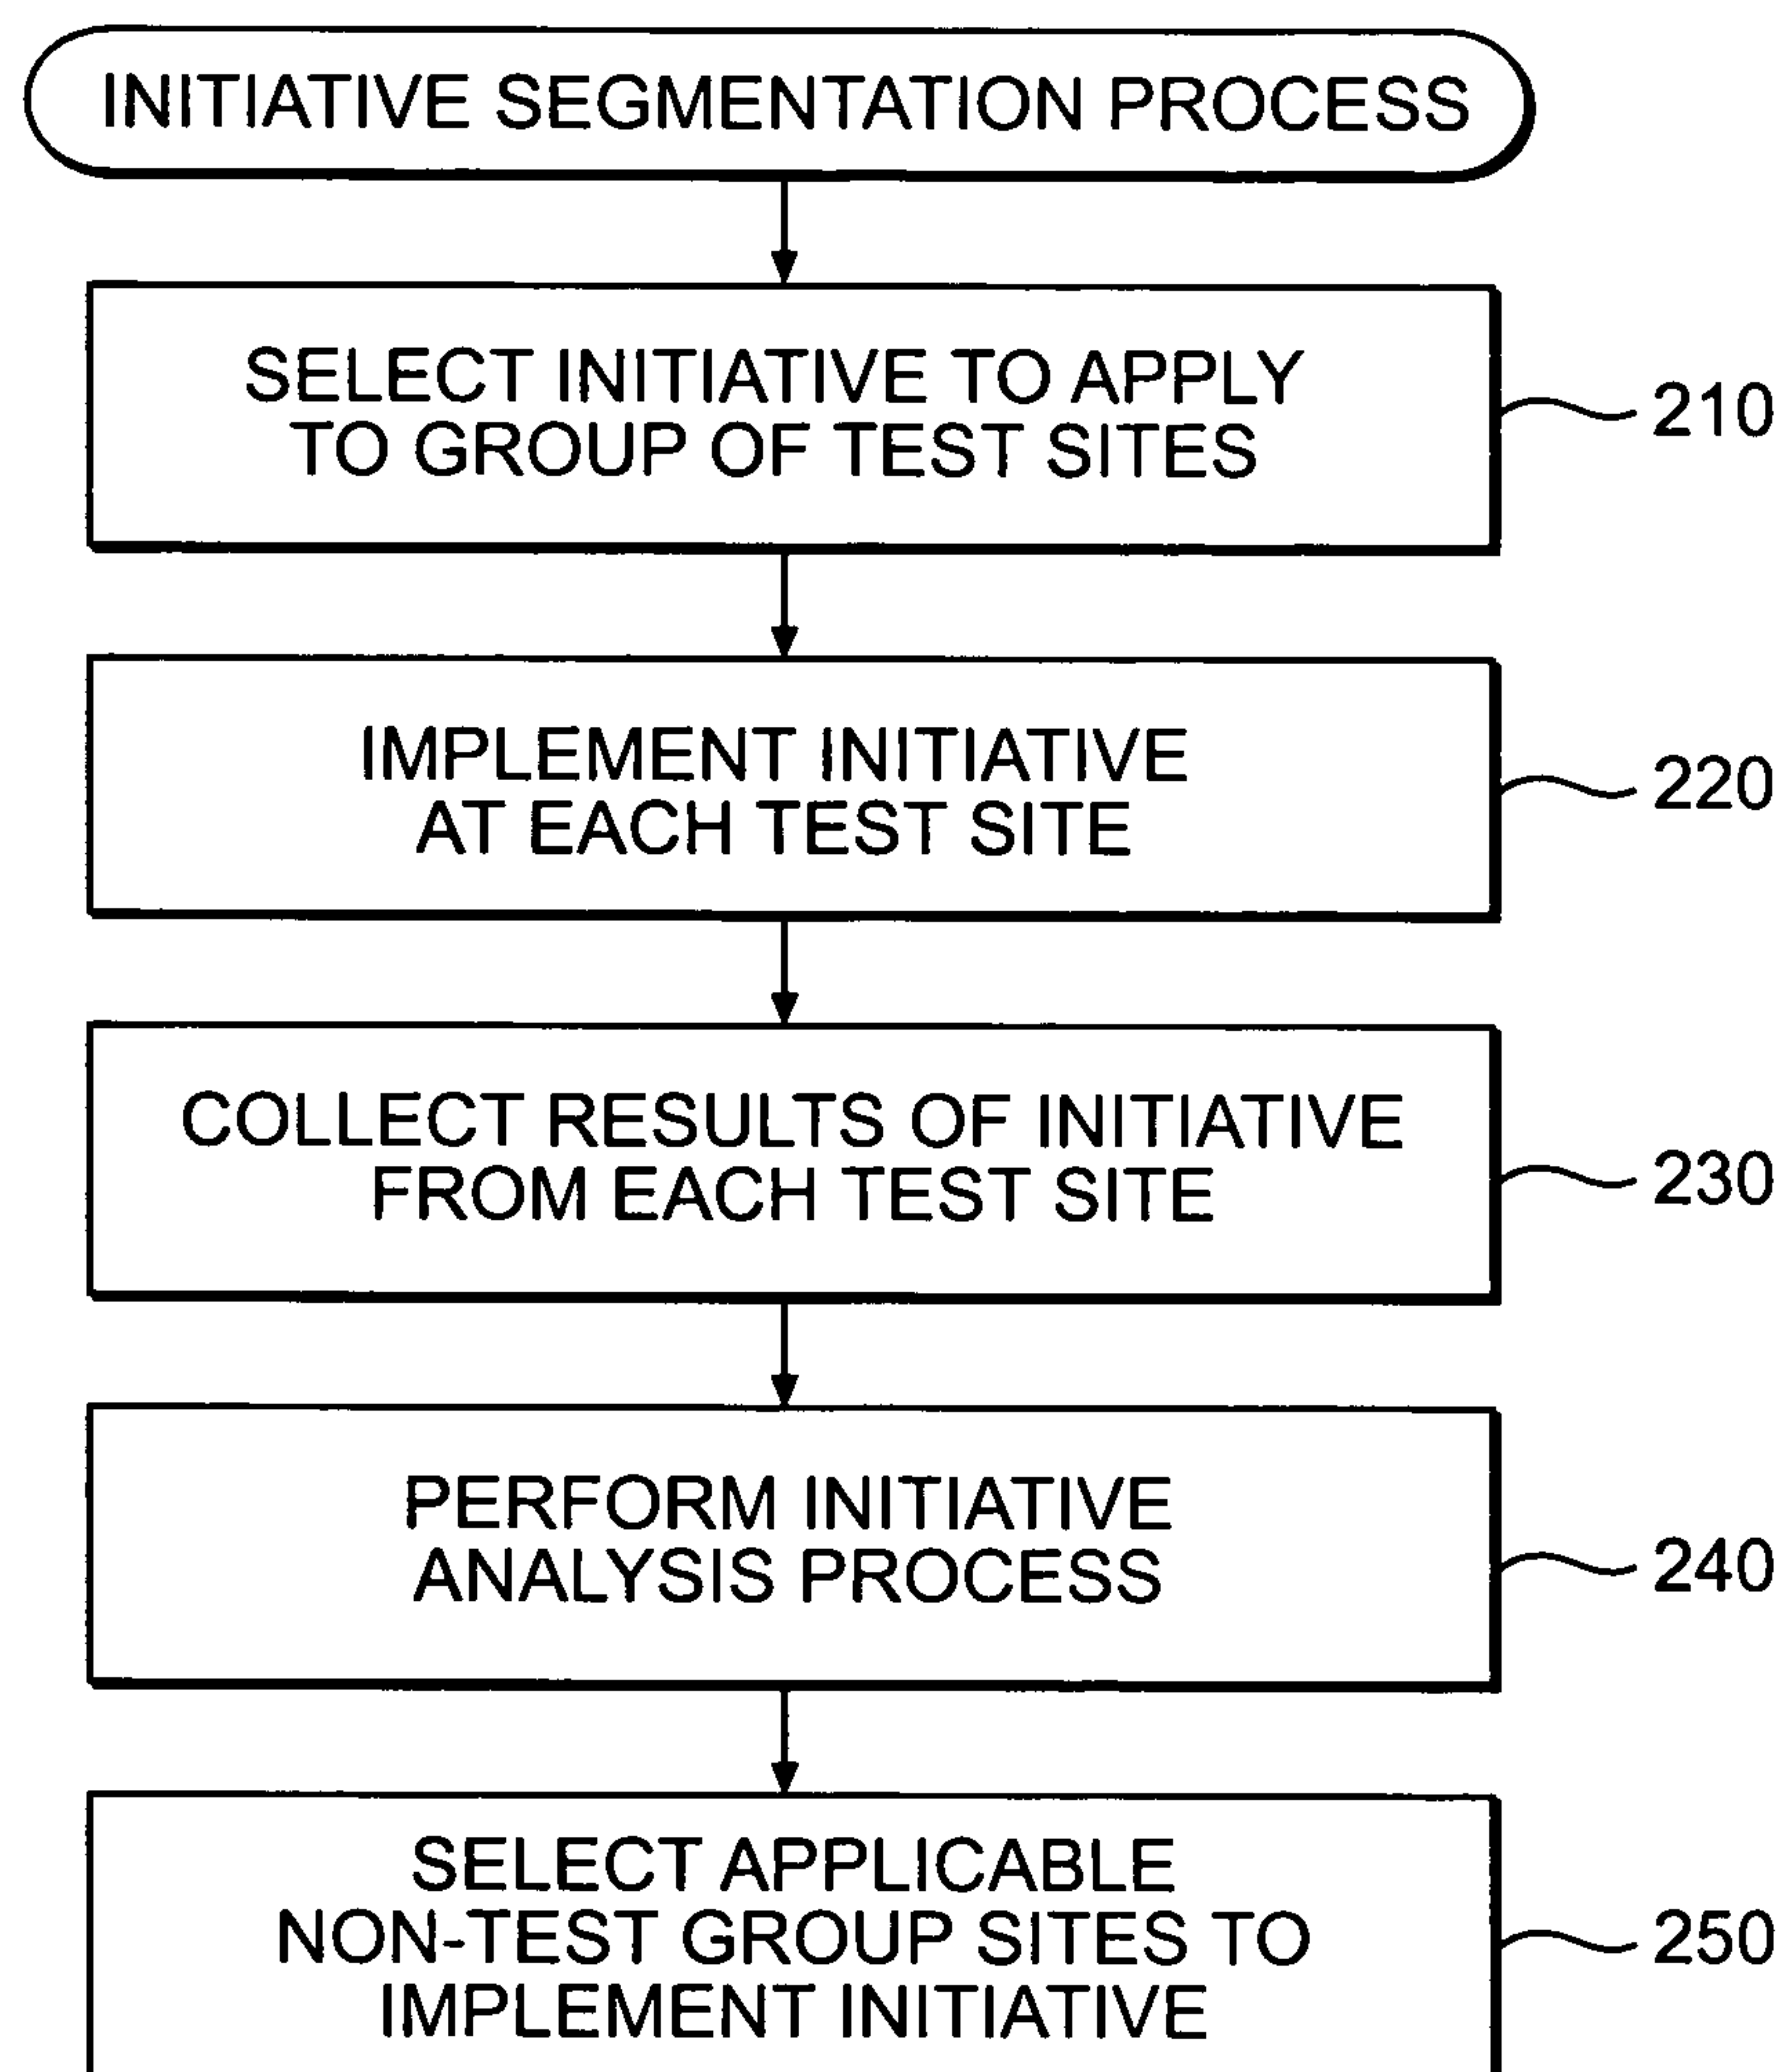 INITIATIVE SEGMENTATION PROCESS
SELECT INITIATIVE TO APPLY
TO GROUP OF TEST SITES
210
IMPLEMENT INITIATIVE
AT EACH TEST SITE
220
COLLECT RESULTS OF INITIATIVE
FROM EACH TEST SITE
230
PERFORM INITIATIVE
ANALYSIS PROCESS
240
SELECT APPLICABLE
NON-TEST GROUP SITES TO
IMPLEMENT INITIATIVE
250